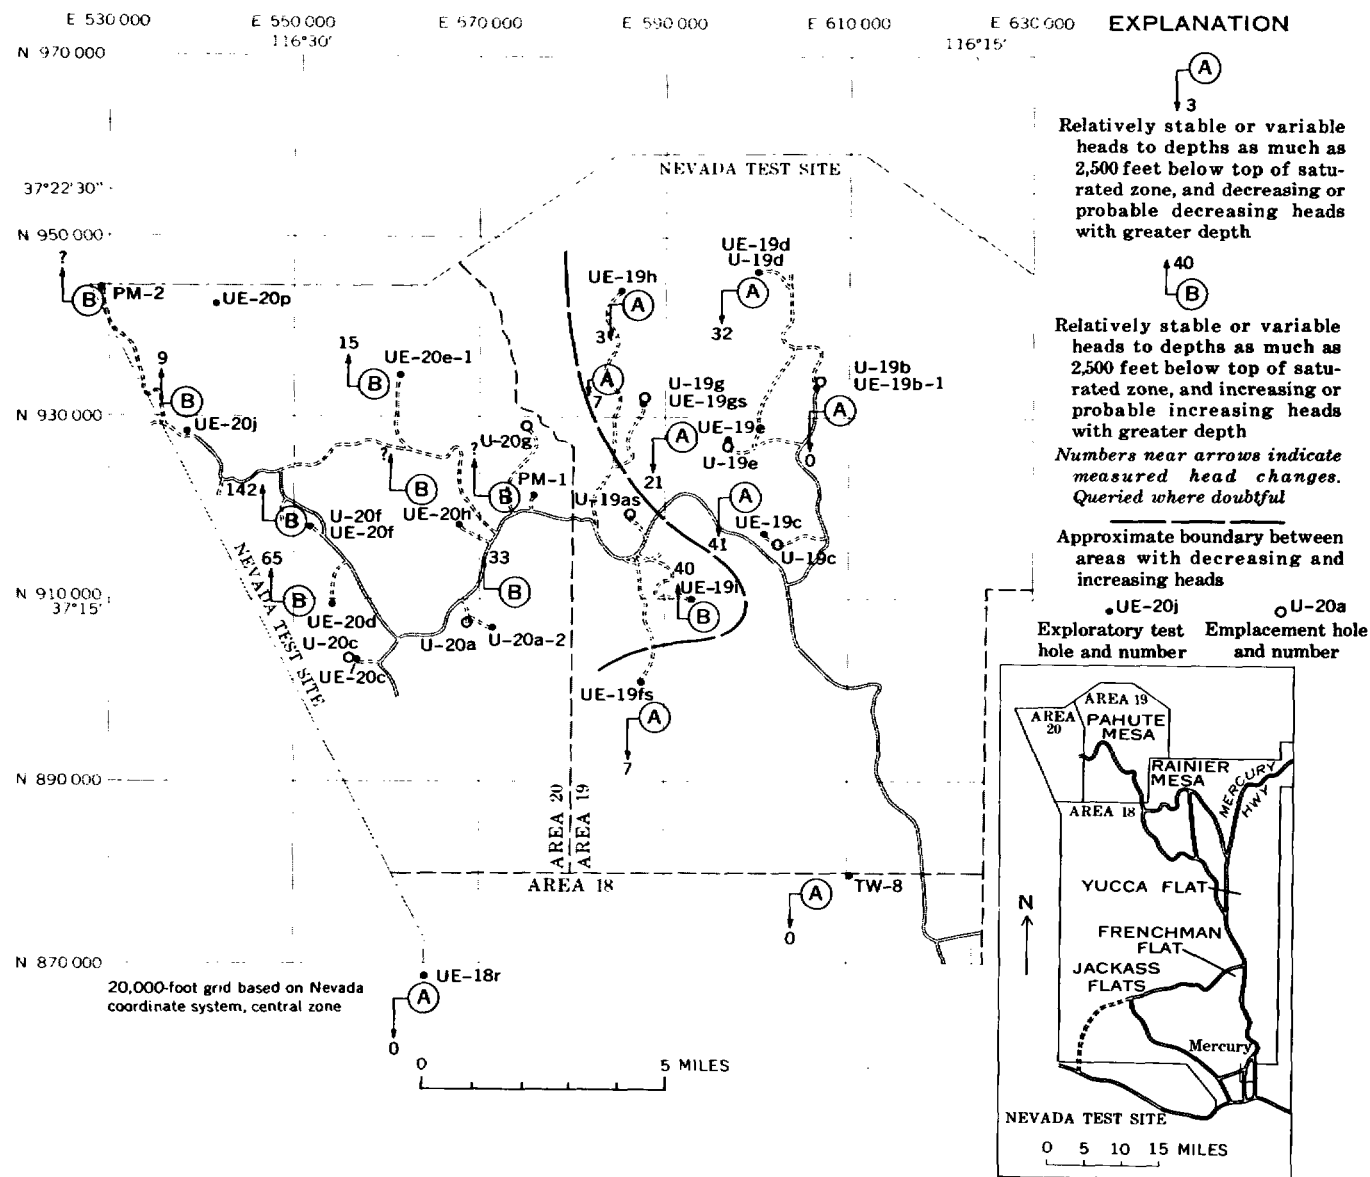 E 530 000
E 550 000
E 570 000
E 590 000
E 610 000
E 630 000
116°30'
116°15'
N 970 000
37°22'30"
N 950 000
N 930 000
N 910 000
37°15'
N 890 000
N 870 000
NEVADA TEST SITE
?
B
PM-2
UE-20p
9
B
UE-20j
15
UE-20e-1
B
UE-19h
A
3
UE-19d
U-19d
A
32
A
7
U-19g
UE-19gs
U-19b
UE-19b-1
A
0
U-20g
?
B
?
B
PM-1
UE-20h
UE-19e
U-19e
A
21
U-19as
A
41
UE-19c
U-19c
142
B
U-20f
UE-20f
65
B
UE-20d
U-20c
UE-20c
33
B
U-20a
U-20a-2
40
UE-19i
B
UE-19fs
A
7
NEVADA TEST SITE
AREA 20
AREA 19
AREA 18
TW-8
A
0
UE-18r
A
0
20,000-foot grid based on Nevada
coordinate system, central zone
0
5 MILES
EXPLANATION
A
3
Relatively stable or variable
heads to depths as much as
2,500 feet below top of satu-
rated zone, and decreasing or
probable decreasing heads
with greater depth
40
B
Relatively stable or variable
heads to depths as much as
2,500 feet below top of satu-
rated zone, and increasing or
probable increasing heads
with greater depth
Numbers near arrows indicate
measured head changes.
Queried where doubtful
Approximate boundary between
areas with decreasing and
increasing heads
UE-20j
Exploratory test
hole and number
U-20a
Emplacement hole
and number
AREA 19
AREA
20
PAHUTE
MESA
RAINIER
MESA
MERCURY
HWY
AREA 18
YUCCA FLAT
N
FRENCHMAN
FLAT
JACKASS
FLATS
Mercury
NEVADA TEST SITE
0 5 10 15 MILES